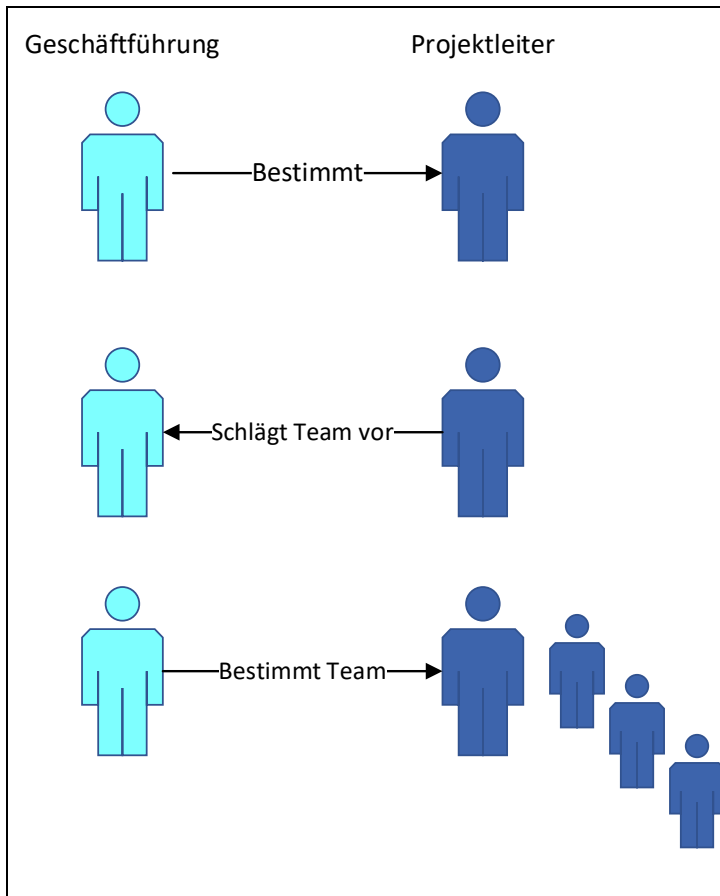 Geschäftführung
Projektleiter
Bestimmt
Schlägt Team vor
Bestimmt Team